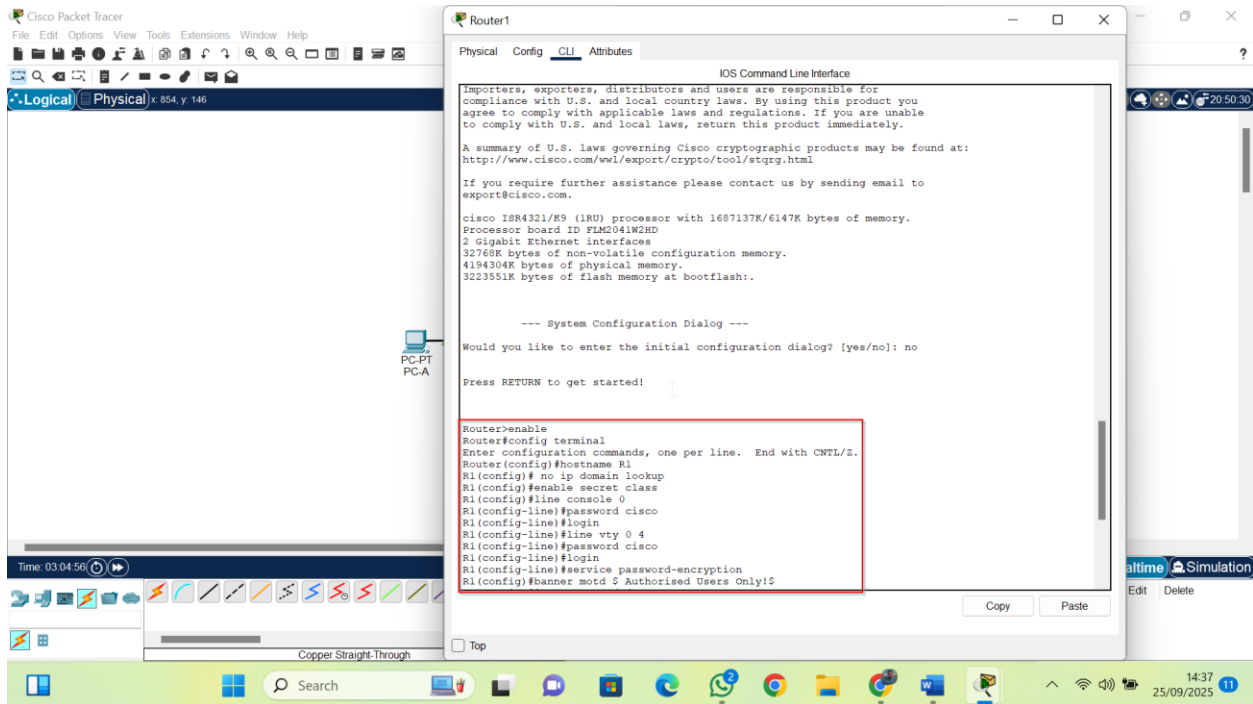 Cisco Packet Tracer
File Edit Options View Tools Extensions Window Help
Logical Physical x: 854, y: 146
20:50:30
?
PC-PT
PC-A
Time: 03:04:56
altime Simulation
Edit Delete
Copper Straight-Through
Router1
Physical Config CLI Attributes
IOS Command Line Interface
Importers, exporters, distributors and users are responsible for
compliance with U.S. and local country laws. By using this product you
agree to comply with applicable laws and regulations. If you are unable
to comply with U.S. and local laws, return this product immediately.
A summary of U.S. laws governing Cisco cryptographic products may be found at:
http://www.cisco.com/wwl/export/crypto/tool/stqrg.html
If you require further assistance please contact us by sending email to
export@cisco.com.
cisco ISR4321/K9 (1RU) processor with 1687137K/6147K bytes of memory.
Processor board ID FLM2041W2HD
2 Gigabit Ethernet interfaces
32768K bytes of non-volatile configuration memory.
4194304K bytes of physical memory.
3223551K bytes of flash memory at bootflash:.
--- System Configuration Dialog ---
Would you like to enter the initial configuration dialog? [yes/no]: no
Press RETURN to get started!
Router>enable
Router#config terminal
Enter configuration commands, one per line. End with CNTL/Z.
Router(config)#hostname R1
R1(config)# no ip domain lookup
R1(config)#enable secret class
R1(config)#line console 0
R1(config-line)#password cisco
R1(config-line)#login
R1(config-line)#line vty 0 4
R1(config-line)#password cisco
R1(config-line)#login
R1(config-line)#service password-encryption
R1(config)#banner motd $ Authorised Users Only!$
Copy Paste
Top
Search
2
14:37
25/09/2025
11